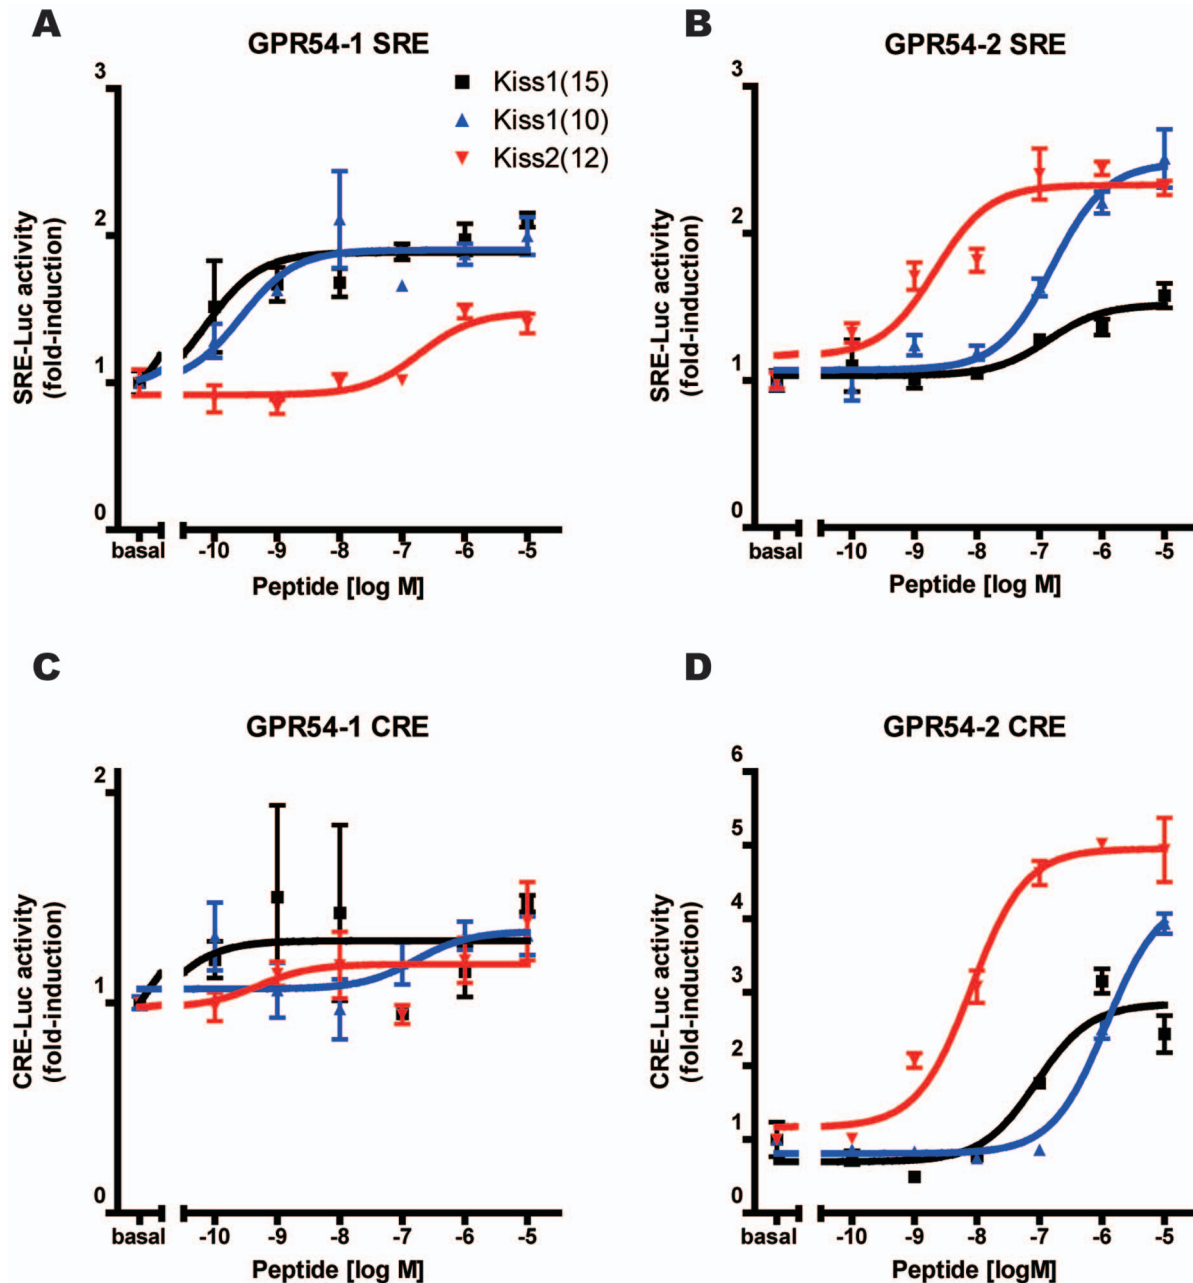 A
GPR54-1 SRE
3
2
1
0
SRE-Luc activity
(fold-induction)
Kiss1(15)
Kiss1(10)
Kiss2(12)
basal -10 -9 -8 -7 -6 -5
Peptide [log M]
B
GPR54-2 SRE
3
2
1
0
SRE-Luc activity
(fold-induction)
basal -10 -9 -8 -7 -6 -5
Peptide [log M]
C
GPR54-1 CRE
2
1
0
CRE-Luc activity
(fold-induction)
basal -10 -9 -8 -7 -6 -5
Peptide [log M]
D
GPR54-2 CRE
6
5
4
3
2
1
0
CRE-Luc activity
(fold-induction)
basal -10 -9 -8 -7 -6 -5
Peptide [logM]